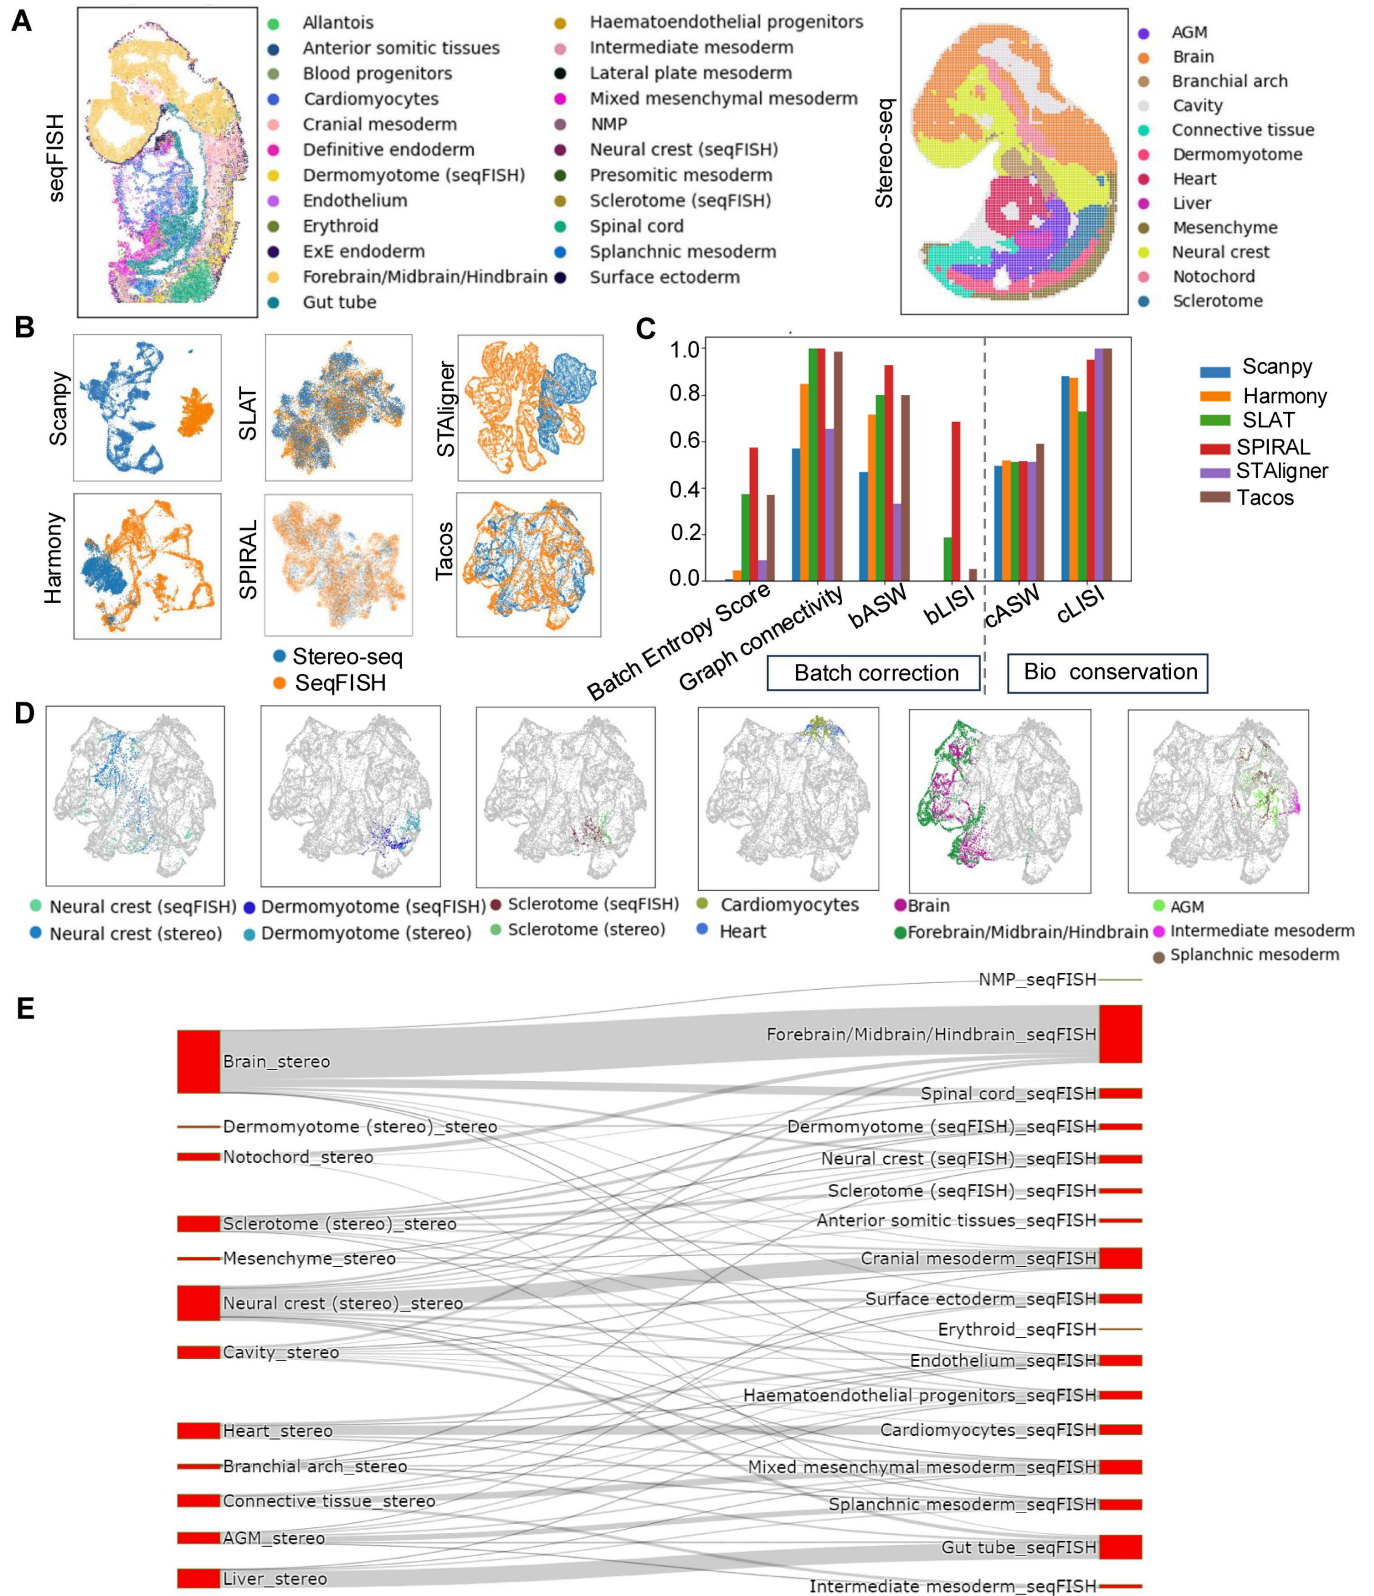 A
seqFISH
Allantois
Anterior somitic tissues
Blood progenitors
Cardiomyocytes
Cranial mesoderm
Definitive endoderm
Dermomyotome (seqFISH)
Endothelium
Erythroid
ExE endoderm
Forebrain/Midbrain/Hindbrain
Gut tube
Haematoendothelial progenitors
Intermediate mesoderm
Lateral plate mesoderm
Mixed mesenchymal mesoderm
NMP
Neural crest (seqFISH)
Presomitic mesoderm
Sclerotome (seqFISH)
Spinal cord
Splanchnic mesoderm
Surface ectoderm
Stereo-seq
AGM
Brain
Branchial arch
Cavity
Connective tissue
Dermomyotome
Heart
Liver
Mesenchyme
Neural crest
Notochord
Sclerotome
B
Scanpy
SLAT
STAligner
Harmony
SPIRAL
Tacos
Stereo-seq
SeqFISH
C
1.0
0.8
0.6
0.4
0.2
0.0
Batch Entropy Score
Graph connectivity
bASW
bLISI
cASW
cLISI
Batch correction
Bio conservation
Scanpy
Harmony
SLAT
SPIRAL
STAligner
Tacos
D
Neural crest (seqFISH)
Neural crest (stereo)
Dermomyotome (seqFISH)
Dermomyotome (stereo)
Sclerotome (seqFISH)
Sclerotome (stereo)
Cardiomyocytes
Heart
Brain
Forebrain/Midbrain/Hindbrain
AGM
Intermediate mesoderm
Splanchnic mesoderm
E
Brain_stereo
Dermomyotome (stereo)_stereo
Notochord_stereo
Sclerotome (stereo)_stereo
Mesenchyme_stereo
Neural crest (stereo)_stereo
Cavity_stereo
Heart_stereo
Branchial arch_stereo
Connective tissue_stereo
AGM_stereo
Liver_stereo
NMP_seqFISH
Forebrain/Midbrain/Hindbrain_seqFISH
Spinal cord_seqFISH
Dermomyotome (seqFISH)_seqFISH
Neural crest (seqFISH)_seqFISH
Sclerotome (seqFISH)_seqFISH
Anterior somitic tissues_seqFISH
Cranial mesoderm_seqFISH
Surface ectoderm_seqFISH
Erythroid_seqFISH
Endothelium_seqFISH
Haematoendothelial progenitors_seqFISH
Cardiomyocytes_seqFISH
Mixed mesenchymal mesoderm_seqFISH
Splanchnic mesoderm_seqFISH
Gut tube_seqFISH
Intermediate mesoderm_seqFISH